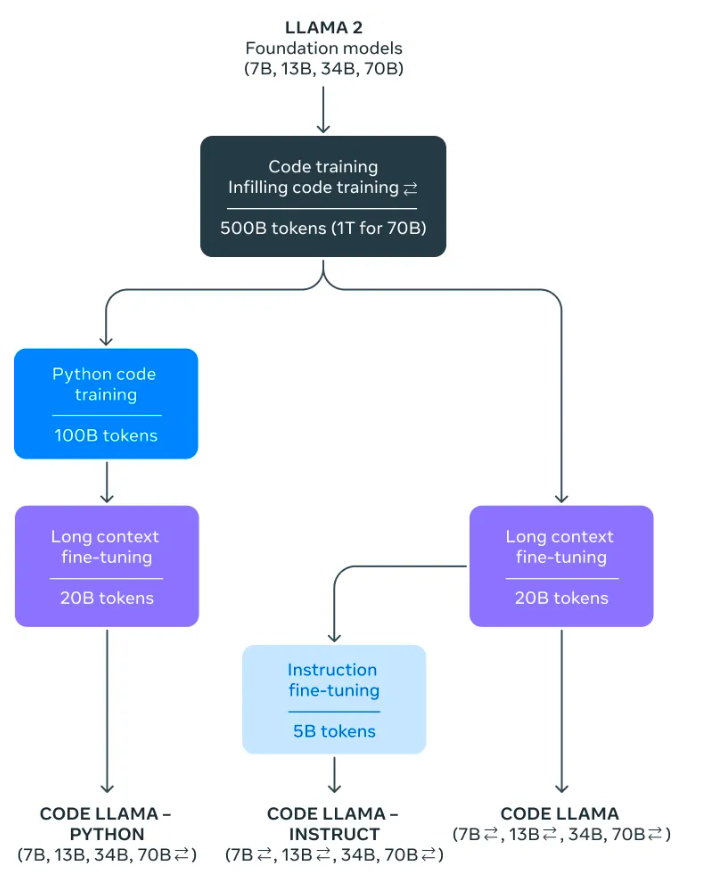 LLAMA 2
Foundation models
(7B, 13B, 34B, 70B)
Code training
Infilling code training ⇄
500B tokens (1T for 70B)
Python code
training
100B tokens
Long context
fine-tuning
20B tokens
Long context
fine-tuning
20B tokens
Instruction
fine-tuning
5B tokens
CODE LLAMA –
PYTHON
(7B, 13B, 34B, 70B⇄)
CODE LLAMA –
INSTRUCT
(7B⇄, 13B⇄, 34B, 70B⇄)
CODE LLAMA
(7B⇄, 13B⇄, 34B, 70B⇄)